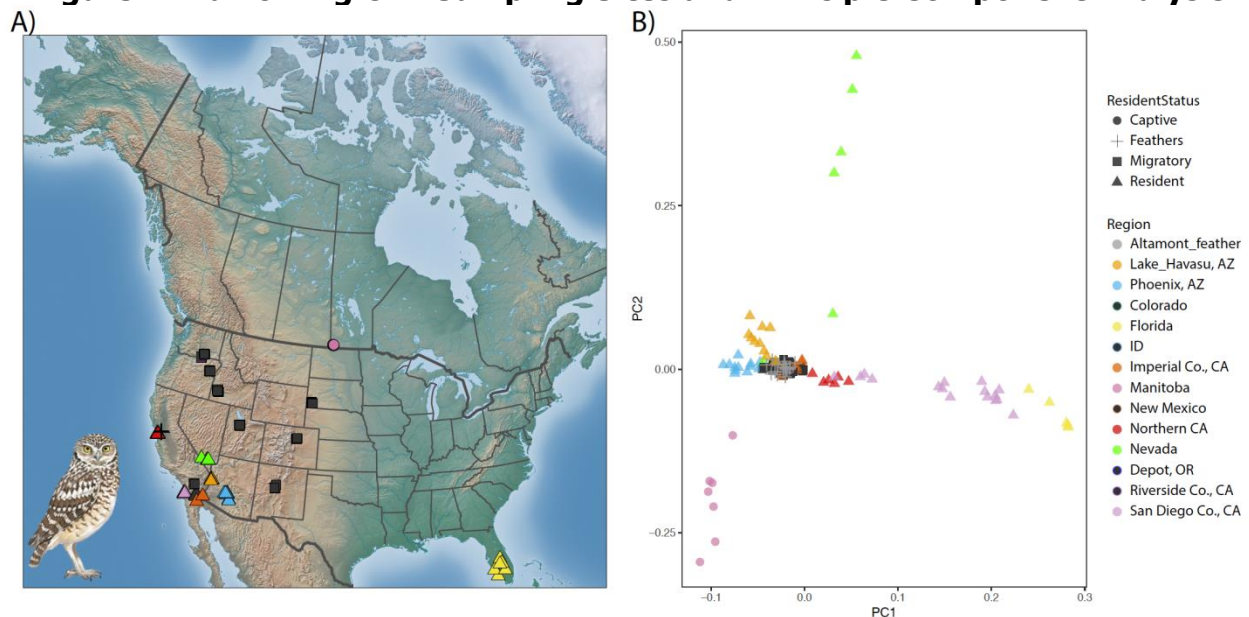 A)
B)
0.50
0.25
0.00
−0.25
PC2
−0.1
0.0
0.1
0.2
0.3
PC1
ResidentStatus
Captive
Feathers
Migratory
Resident
Region
Altamont_feather
Lake_Havasu, AZ
Phoenix, AZ
Colorado
Florida
ID
Imperial Co., CA
Manitoba
New Mexico
Northern CA
Nevada
Depot, OR
Riverside Co., CA
San Diego Co., CA